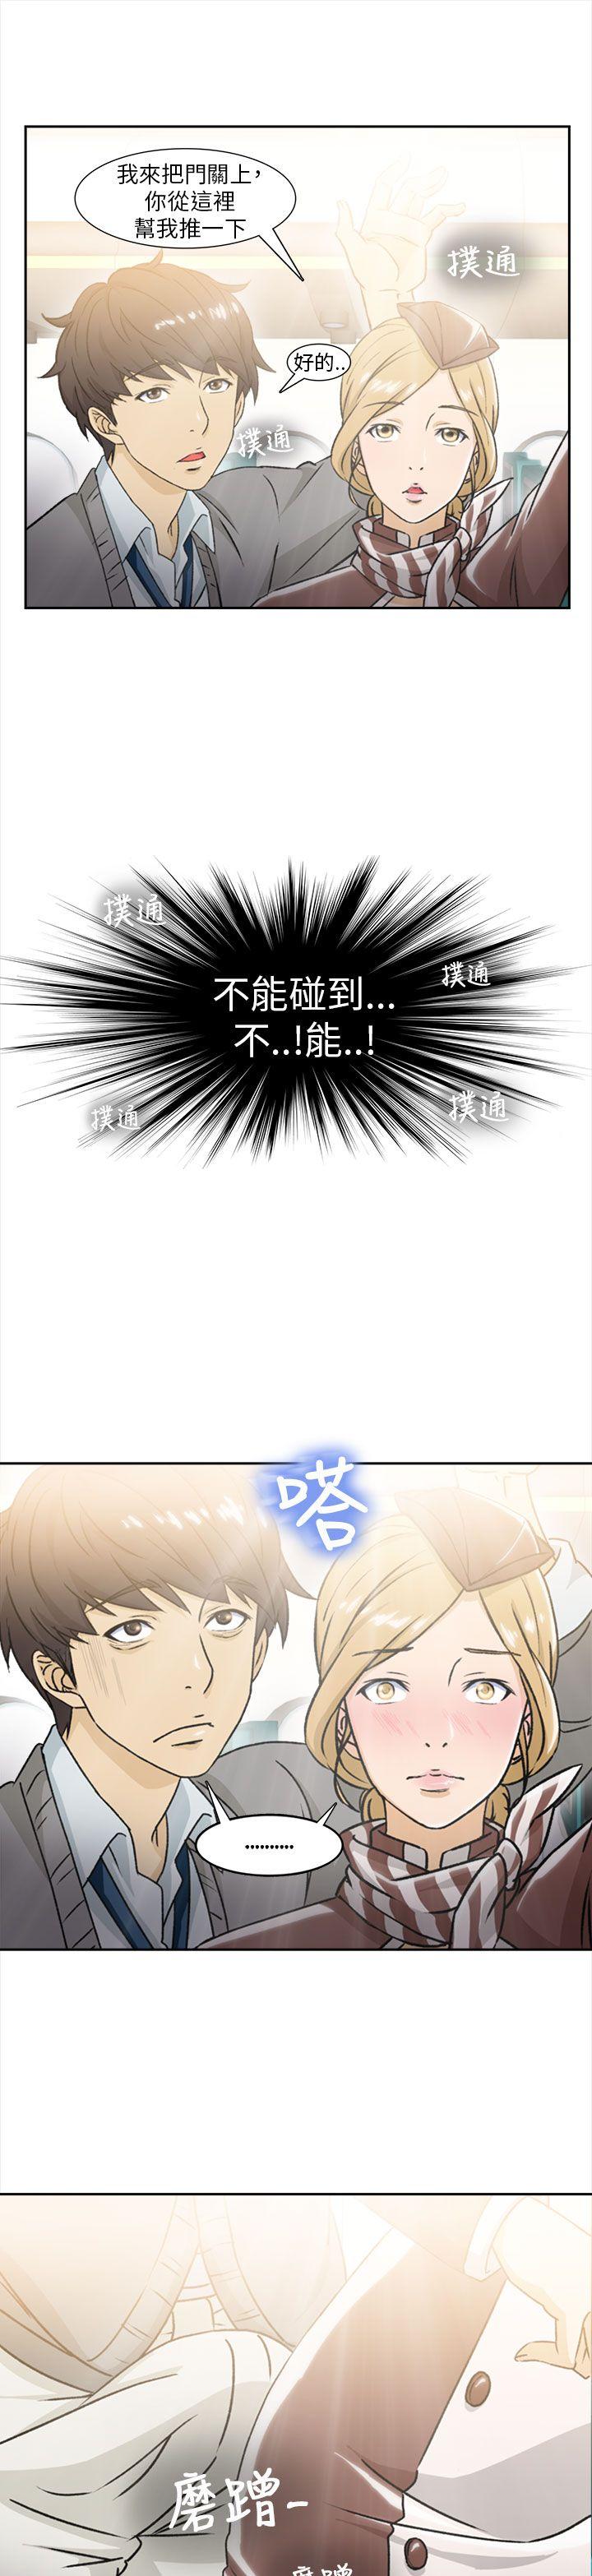 我來把門關上,
你從這裡
幫我推一下
撲通
好的..
撲通
撲通
撲通
不能碰到...
不..!能..!
撲通
撲通
嗒
..........
磨蹭-
磨蹭